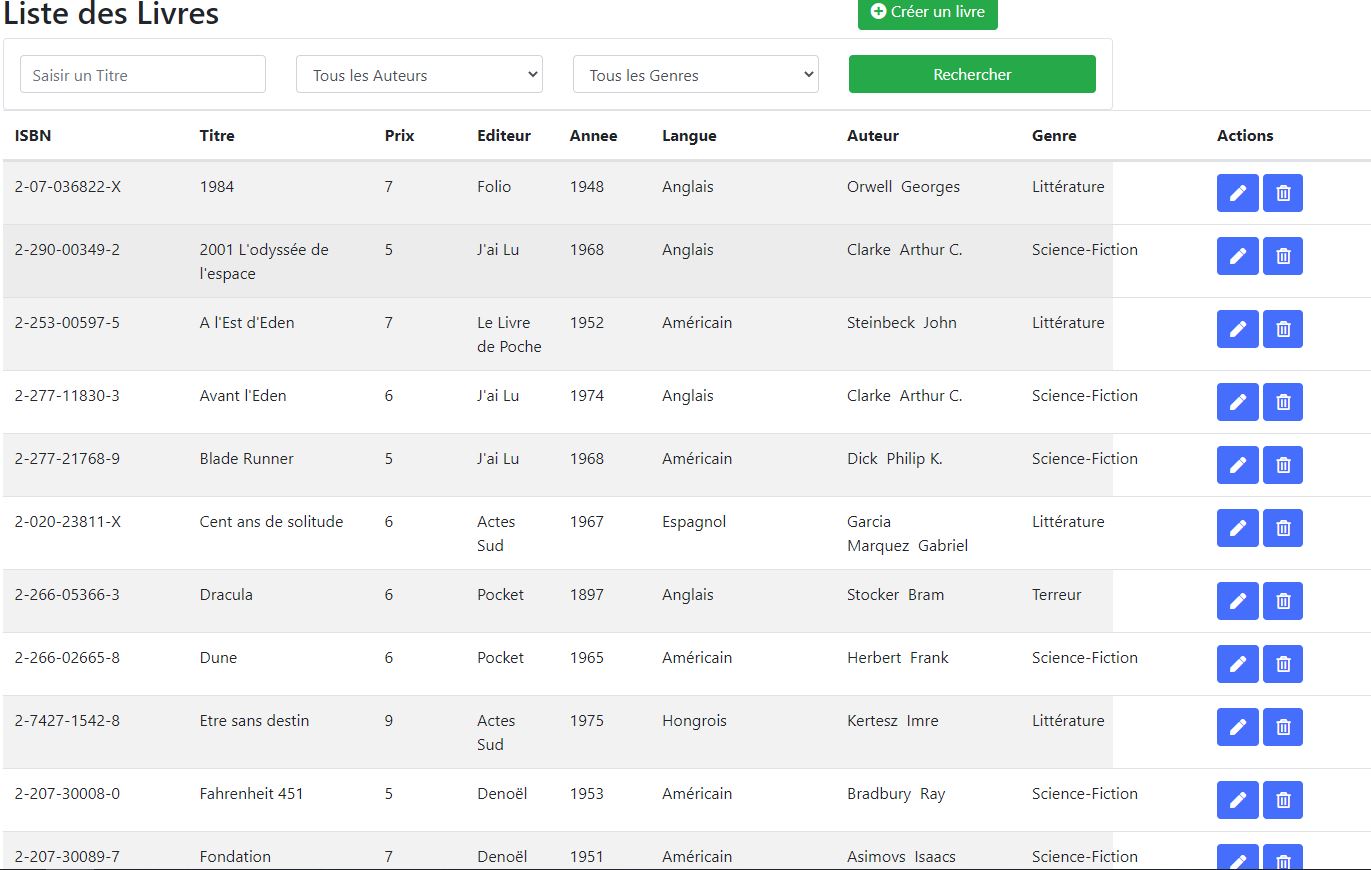 Liste des Livres
Créer un livre
Saisir un Titre Tous les Auteurs Tous les Genres Rechercher
ISBN Titre Prix Editeur Annee Langue Auteur Genre Actions
2-07-036822-X 1984 7 Folio 1948 Anglais Orwell Georges Littérature
2-290-00349-2 2001 L'odyssée de 5 J'ai Lu 1968 Anglais Clarke Arthur C. Science-Fiction
l'espace
2-253-00597-5 A l'Est d'Eden 7 Le Livre 1952 Américain Steinbeck John Littérature
de Poche
2-277-11830-3 Avant l'Eden 6 J'ai Lu 1974 Anglais Clarke Arthur C. Science-Fiction
2-277-21768-9 Blade Runner 5 J'ai Lu 1968 Américain Dick Philip K. Science-Fiction
2-020-23811-X Cent ans de solitude 6 Actes 1967 Espagnol Garcia Littérature
Sud Marquez Gabriel
2-266-05366-3 Dracula 6 Pocket 1897 Anglais Stocker Bram Terreur
2-266-02665-8 Dune 6 Pocket 1965 Américain Herbert Frank Science-Fiction
2-7427-1542-8 Etre sans destin 9 Actes 1975 Hongrois Kertesz Imre Littérature
Sud
2-207-30008-0 Fahrenheit 451 5 Denoël 1953 Américain Bradbury Ray Science-Fiction
2-207-30089-7 Fondation 7 Denoël 1951 Américain Asimovs Isaacs Science-Fiction